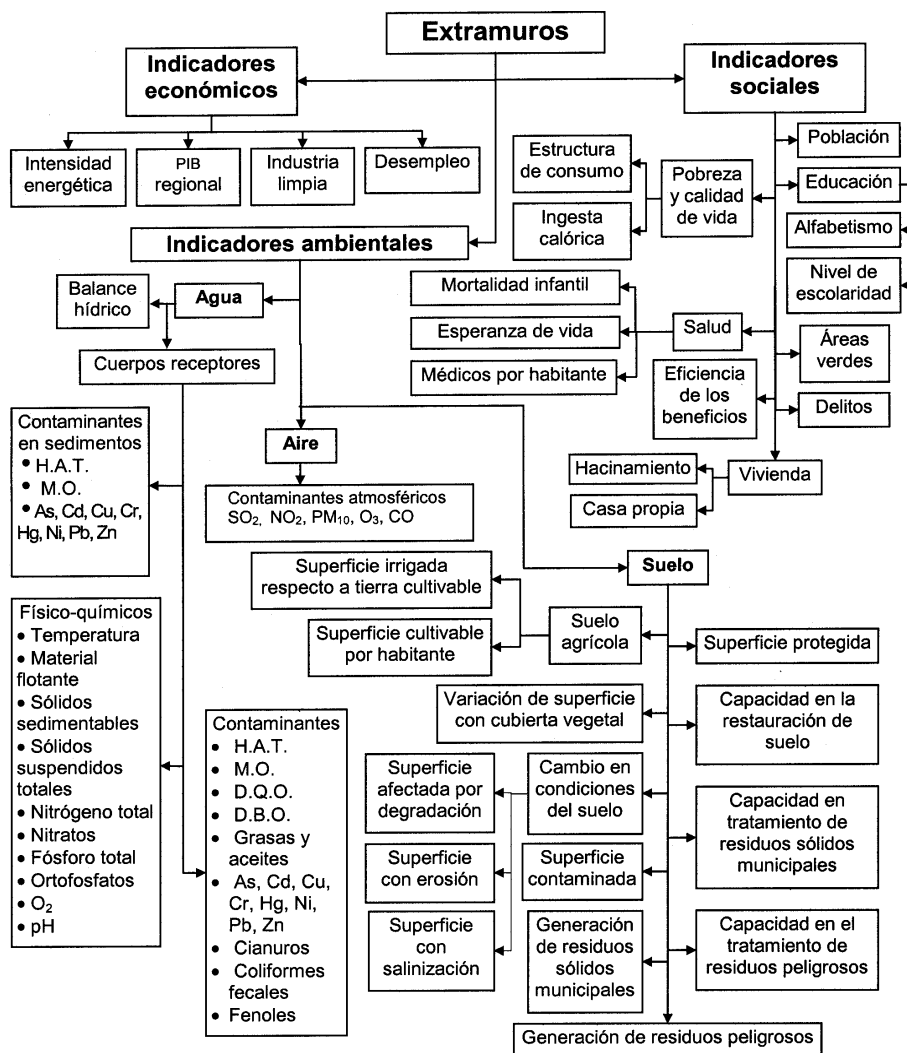 Extramuros
Indicadores
económicos
Indicadores
sociales
Intensidad
energética
PIB
regional
Industria
limpia
Desempleo
Estructura
de consumo
Ingesta
calórica
Pobreza
y calidad
de vida
Población
Educación
Alfabetismo
Nivel de
escolaridad
Indicadores ambientales
Balance
hídrico
Agua
Cuerpos receptores
Mortalidad infantil
Esperanza de vida
Médicos por habitante
Salud
Áreas
verdes
Eficiencia
de los
beneficios
Delitos
Vivienda
Hacinamiento
Casa propia
Contaminantes
en sedimentos
• H.A.T.
• M.O.
• As, Cd, Cu, Cr,
Hg, Ni, Pb, Zn
Aire
Contaminantes atmosféricos
SO₂, NO₂, PM₁₀, O₃, CO
Físico-químicos
• Temperatura
• Material
flotante
• Sólidos
sedimentables
• Sólidos
suspendidos
totales
• Nitrógeno total
• Nitratos
• Fósforo total
• Ortofosfatos
• O₂
• pH
Contaminantes
• H.A.T.
• M.O.
• D.Q.O.
• D.B.O.
• Grasas y
aceites
• As, Cd, Cu,
Cr, Hg, Ni,
Pb, Zn
• Cianuros
• Coliformes
fecales
• Fenoles
Suelo
Superficie irrigada
respecto a tierra cultivable
Superficie cultivable
por habitante
Suelo
agrícola
Superficie protegida
Variación de superficie
con cubierta vegetal
Capacidad en la
restauración de
suelo
Superficie
afectada por
degradación
Cambio en
condiciones
del suelo
Capacidad en
tratamiento de
residuos sólidos
municipales
Superficie
con erosión
Superficie
contaminada
Superficie
con
salinización
Generación
de residuos
sólidos
municipales
Capacidad en el
tratamiento de
residuos peligrosos
Generación de residuos peligrosos